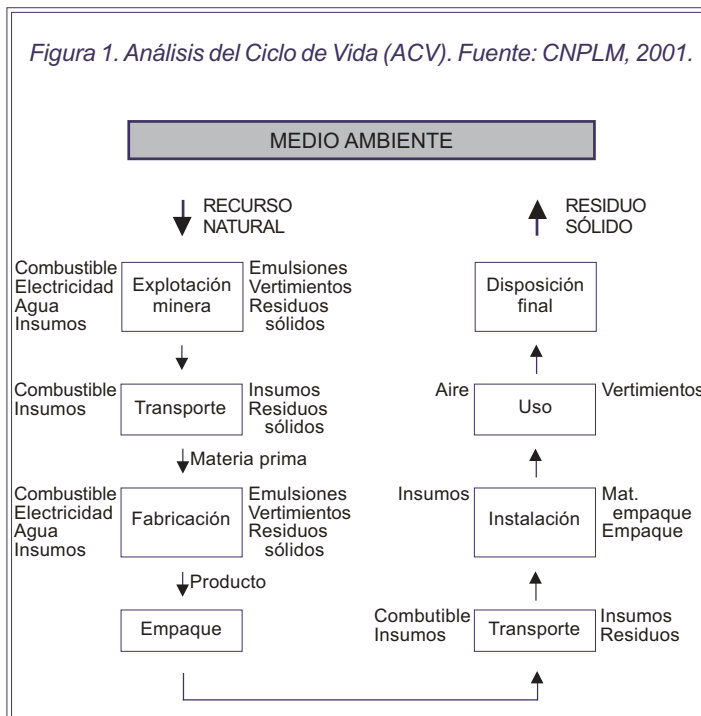 Figura 1. Análisis del Ciclo de Vida (ACV). Fuente: CNPLM, 2001.
MEDIO AMBIENTE
RECURSO
NATURAL
Combustible
Electricidad
Agua
Insumos
Explotación
minera
Emulsiones
Vertimientos
Residuos
sólidos
Combustible
Insumos
Transporte
Insumos
Residuos
sólidos
Materia prima
Combustible
Electricidad
Agua
Insumos
Fabricación
Emulsiones
Vertimientos
Residuos
sólidos
Producto
Empaque
RESIDUO
SÓLIDO
Disposición
final
Aire
Uso
Vertimientos
Insumos
Instalación
Mat.
empaque
Empaque
Combutible
Insumos
Transporte
Insumos
Residuos